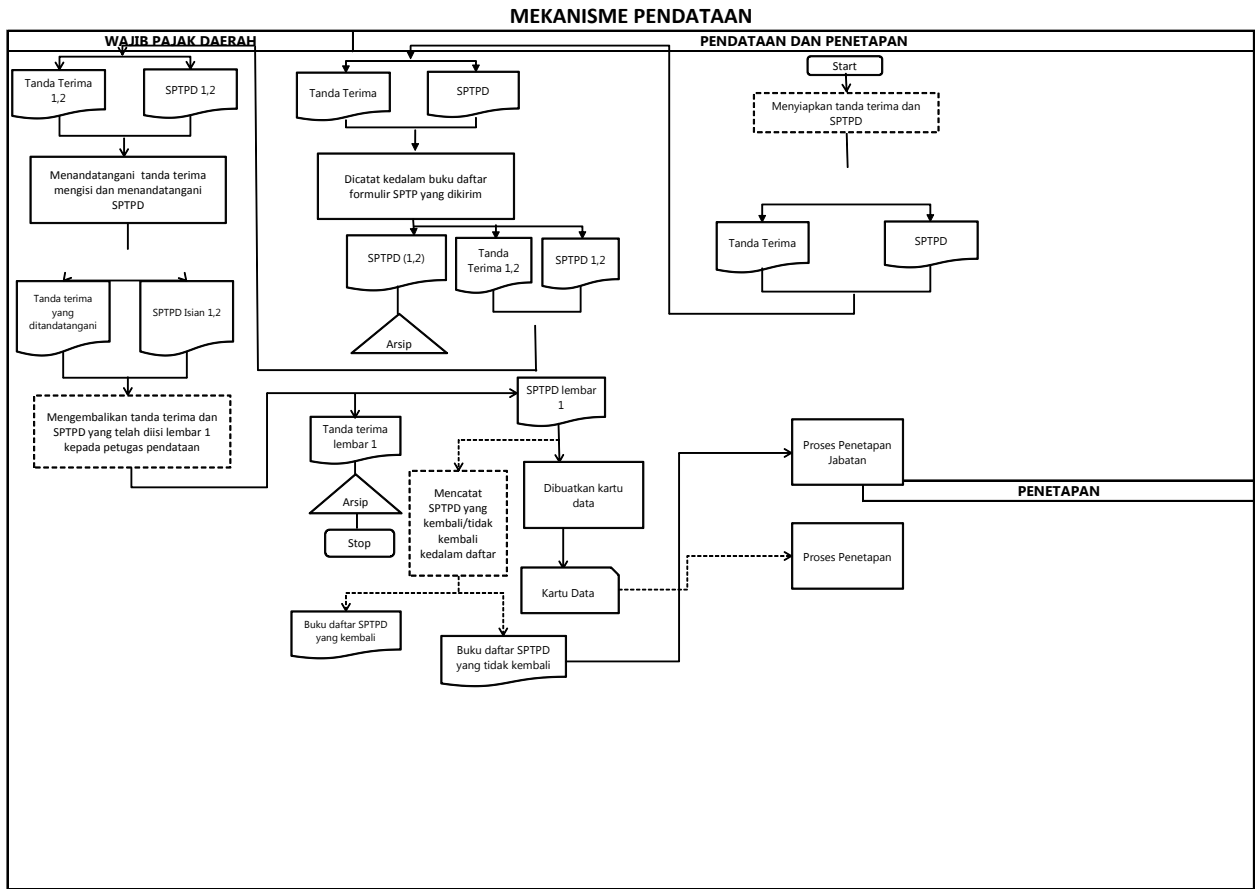 MEKANISME PENDATAAN
WAJIB PAJAK DAERAH
PENDATAAN DAN PENETAPAN
Tanda Terima
1,2
SPTPD 1,2
Menandatangani tanda terima
mengisi dan menandatangani
SPTPD
Tanda terima
yang
ditandatangani
SPTPD Isian 1,2
Mengembalikan tanda terima dan
SPTPD yang telah diisi lembar 1
kepada petugas pendataan
Tanda Terima
SPTPD
Dicatat kedalam buku daftar
formulir SPTP yang dikirim
SPTPD (1,2)
Tanda
Terima 1,2
SPTPD 1,2
Arsip
Start
Menyiapkan tanda terima dan
SPTPD
Tanda Terima
SPTPD
SPTPD lembar
1
Tanda terima
lembar 1
Arsip
Stop
Mencatat
SPTPD yang
kembali/tidak
kembali
kedalam daftar
Dibuatkan kartu
data
Kartu Data
Buku daftar SPTPD
yang kembali
Buku daftar SPTPD
yang tidak kembali
Proses Penetapan
Jabatan
PENETAPAN
Proses Penetapan